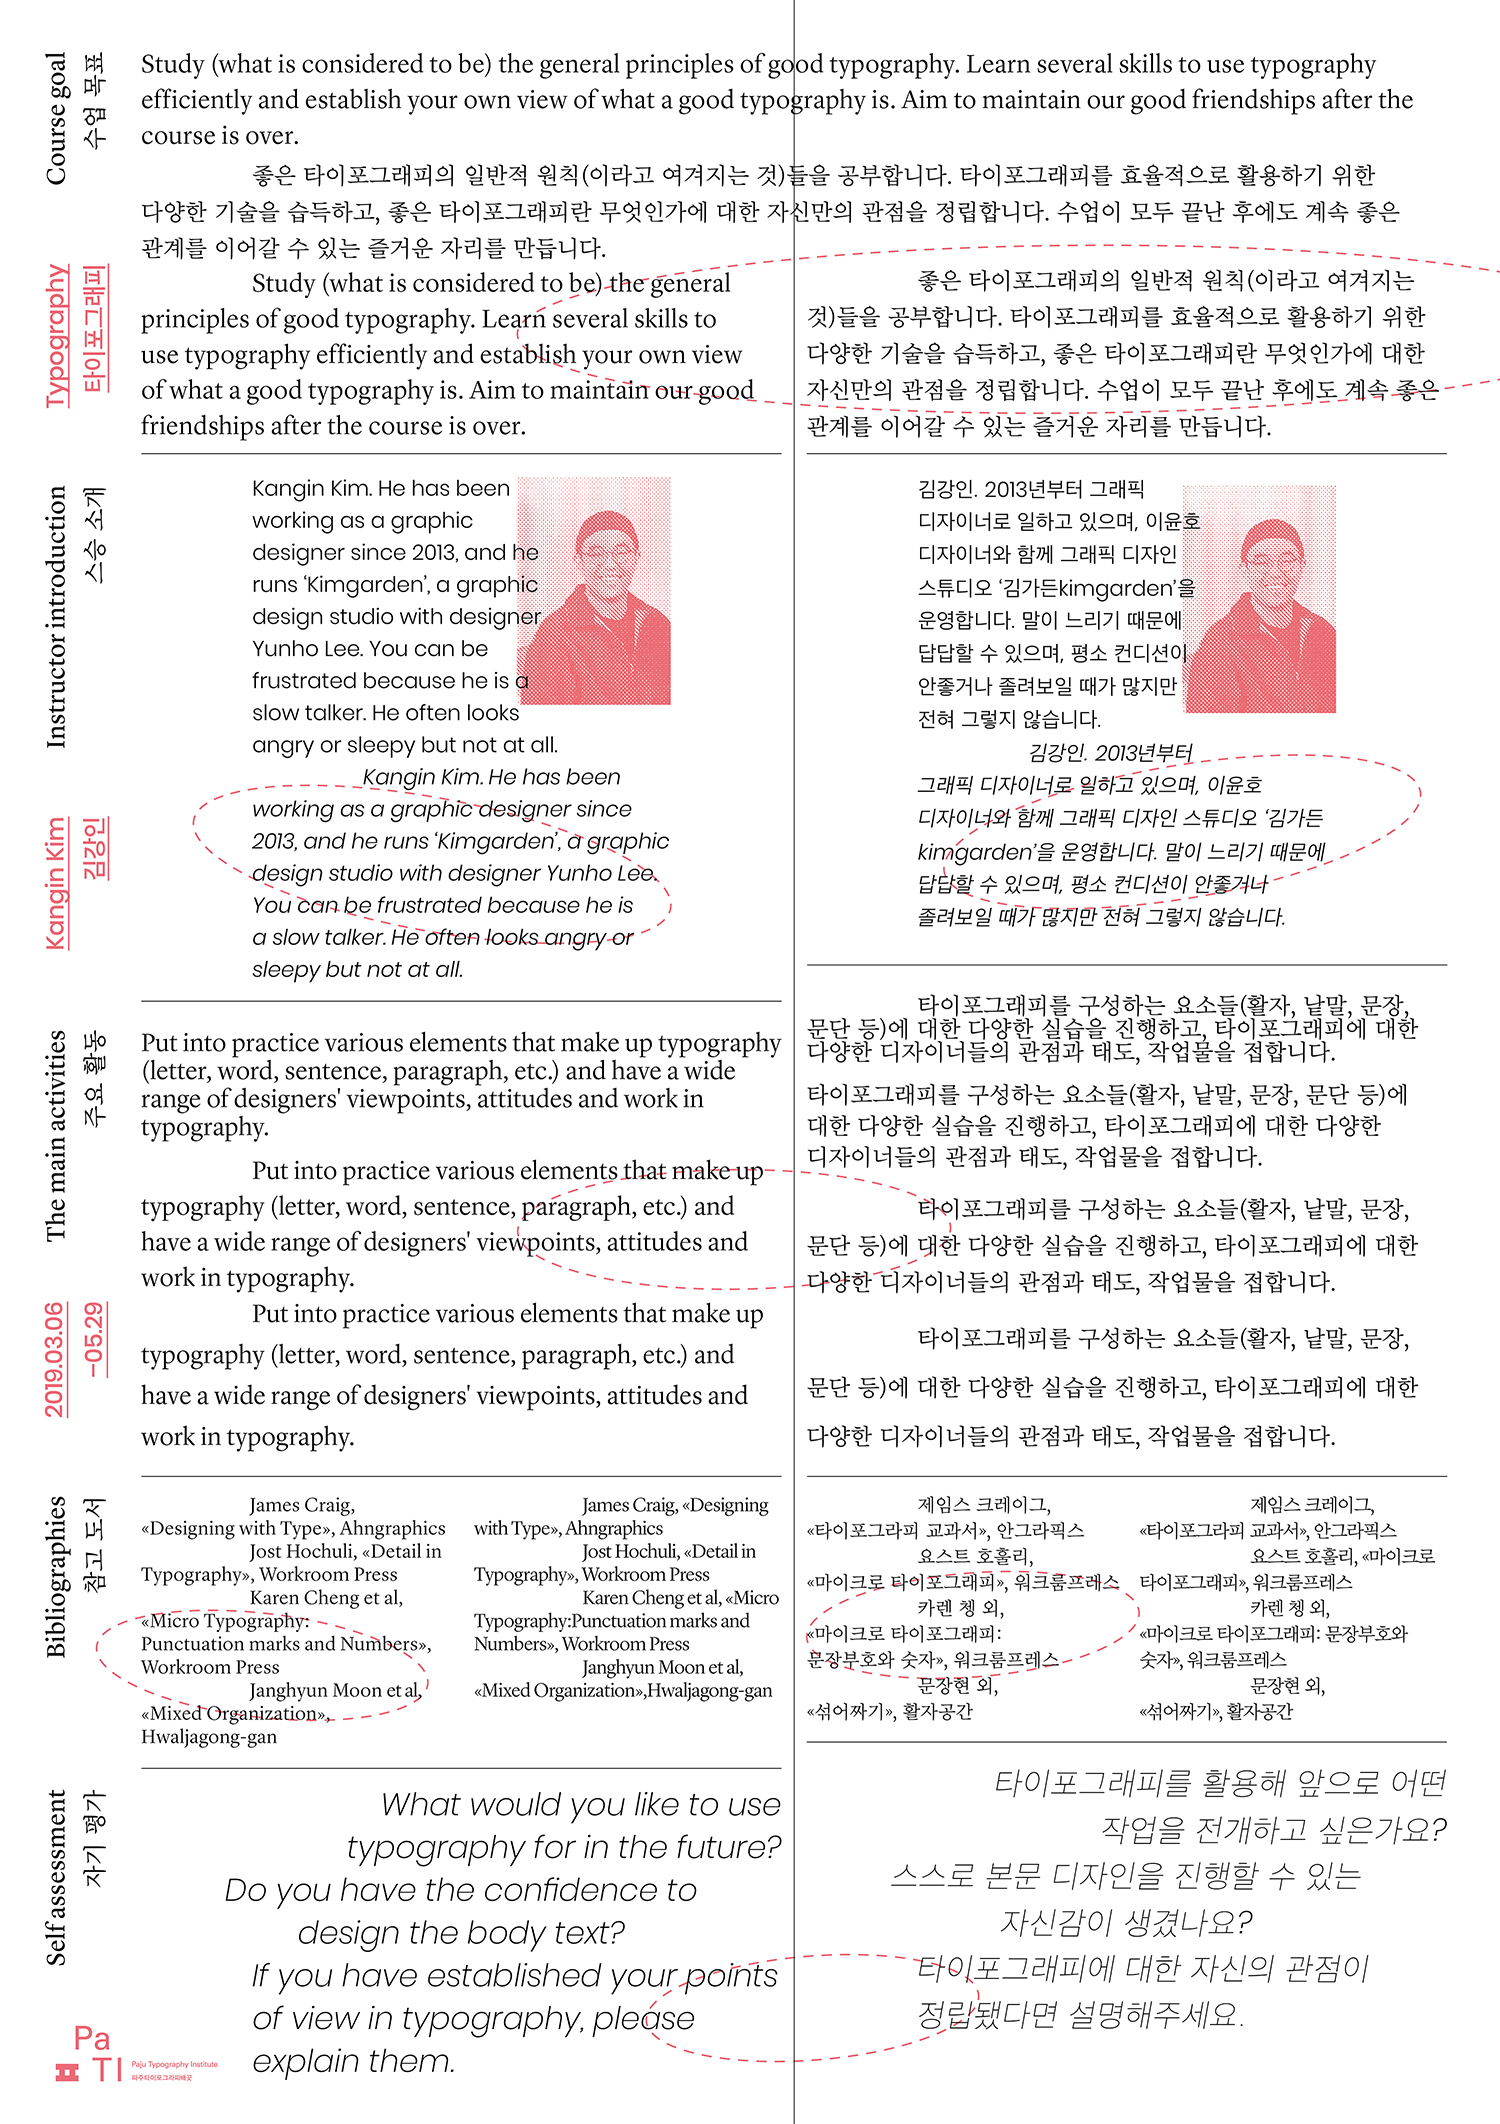 Course goal
수업 목표
Study (what is considered to be) the general principles of good typography. Learn several skills to use typography
efficiently and establish your own view of what a good typography is. Aim to maintain our good friendships after the
course is over.
좋은 타이포그래피의 일반적 원칙(이라고 여겨지는 것)들을 공부합니다. 타이포그래피를 효율적으로 활용하기 위한
다양한 기술을 습득하고, 좋은 타이포그래피란 무엇인가에 대한 자신만의 관점을 정립합니다. 수업이 모두 끝난 후에도 계속 좋은
관계를 이어갈 수 있는 즐거운 자리를 만듭니다.
Typography
타이포그래피
Study (what is considered to be) the general
principles of good typography. Learn several skills to
use typography efficiently and establish your own view
of what a good typography is. Aim to maintain our good
friendships after the course is over.
좋은 타이포그래피의 일반적 원칙(이라고 여겨지는
것)들을 공부합니다. 타이포그래피를 효율적으로 활용하기 위한
다양한 기술을 습득하고, 좋은 타이포그래피란 무엇인가에 대한
자신만의 관점을 정립합니다. 수업이 모두 끝난 후에도 계속 좋은
관계를 이어갈 수 있는 즐거운 자리를 만듭니다.
Instructor introduction
스승 소개
Kangin Kim. He has been
working as a graphic
designer since 2013, and he
runs ‘Kimgarden’, a graphic
design studio with designer
Yunho Lee. You can be
frustrated because he is a
slow talker. He often looks
angry or sleepy but not at all.
Kangin Kim. He has been
working as a graphic designer since
2013, and he runs ‘Kimgarden’, a graphic
design studio with designer Yunho Lee.
You can be frustrated because he is
a slow talker. He often looks angry or
sleepy but not at all.
김강인. 2013년부터 그래픽
디자이너로 일하고 있으며, 이윤호
디자이너와 함께 그래픽 디자인
스튜디오 ‘김가든kimgarden’을
운영합니다. 말이 느리기 때문에
답답할 수 있으며, 평소 컨디션이
안좋거나 졸려보일 때가 많지만
전혀 그렇지 않습니다.
김강인. 2013년부터
그래픽 디자이너로 일하고 있으며, 이윤호
디자이너와 함께 그래픽 디자인 스튜디오 ‘김가든
kimgarden’을 운영합니다. 말이 느리기 때문에
답답할 수 있으며, 평소 컨디션이 안좋거나
졸려보일 때가 많지만 전혀 그렇지 않습니다.
Kangin Kim
김강인
The main activities
주요 활동
Put into practice various elements that make up typography
(letter, word, sentence, paragraph, etc.) and have a wide
range of designers' viewpoints, attitudes and work in
typography.
Put into practice various elements that make up
typography (letter, word, sentence, paragraph, etc.) and
have a wide range of designers' viewpoints, attitudes and
work in typography.
Put into practice various elements that make up
typography (letter, word, sentence, paragraph, etc.) and
have a wide range of designers' viewpoints, attitudes and
work in typography.
타이포그래피를 구성하는 요소들(활자, 낱말, 문장,
문단 등)에 대한 다양한 실습을 진행하고, 타이포그래피에 대한
다양한 디자이너들의 관점과 태도, 작업물을 접합니다.
타이포그래피를 구성하는 요소들(활자, 낱말, 문장, 문단 등)에
대한 다양한 실습을 진행하고, 타이포그래피에 대한 다양한
디자이너들의 관점과 태도, 작업물을 접합니다.
타이포그래피를 구성하는 요소들(활자, 낱말, 문장,
문단 등)에 대한 다양한 실습을 진행하고, 타이포그래피에 대한
다양한 디자이너들의 관점과 태도, 작업물을 접합니다.
타이포그래피를 구성하는 요소들(활자, 낱말, 문장,
문단 등)에 대한 다양한 실습을 진행하고, 타이포그래피에 대한
다양한 디자이너들의 관점과 태도, 작업물을 접합니다.
2019.03.06
–05.29
Bibliographies
참고 도서
James Craig,
«Designing with Type», Ahngraphics
Jost Hochuli, «Detail in
Typography», Workroom Press
Karen Cheng et al,
«Micro Typography:
Punctuation marks and Numbers»,
Workroom Press
Janghyun Moon et al,
«Mixed Organization»,
Hwaljagong-gan
James Craig, «Designing
with Type», Ahngraphics
Jost Hochuli, «Detail in
Typography», Workroom Press
Karen Cheng et al, «Micro
Typography:Punctuation marks and
Numbers», Workroom Press
Janghyun Moon et al,
«Mixed Organization»,Hwaljagong-gan
제임스 크레이그,
«타이포그라피 교과서», 안그라픽스
요스트 호훌리,
«마이크로 타이포그래피», 워크룸프레스
카렌 쳉 외,
«마이크로 타이포그래피:
문장부호와 숫자», 워크룸프레스
문장현 외,
«섞어짜기», 활자공간
제임스 크레이그,
«타이포그라피 교과서», 안그라픽스
요스트 호훌리, «마이크로
타이포그래피», 워크룸프레스
카렌 쳉 외,
«마이크로 타이포그래피: 문장부호와
숫자», 워크룸프레스
문장현 외,
«섞어짜기», 활자공간
Self assessment
자기 평가
What would you like to use
typography for in the future?
Do you have the confidence to
design the body text?
If you have established your points
of view in typography, please
explain them.
타이포그래피를 활용해 앞으로 어떤
작업을 전개하고 싶은가요?
스스로 본문 디자인을 진행할 수 있는
자신감이 생겼나요?
타이포그래피에 대한 자신의 관점이
정립됐다면 설명해주세요.
Pa
TI
Paju Typography Institute
파주타이포그라피배곳